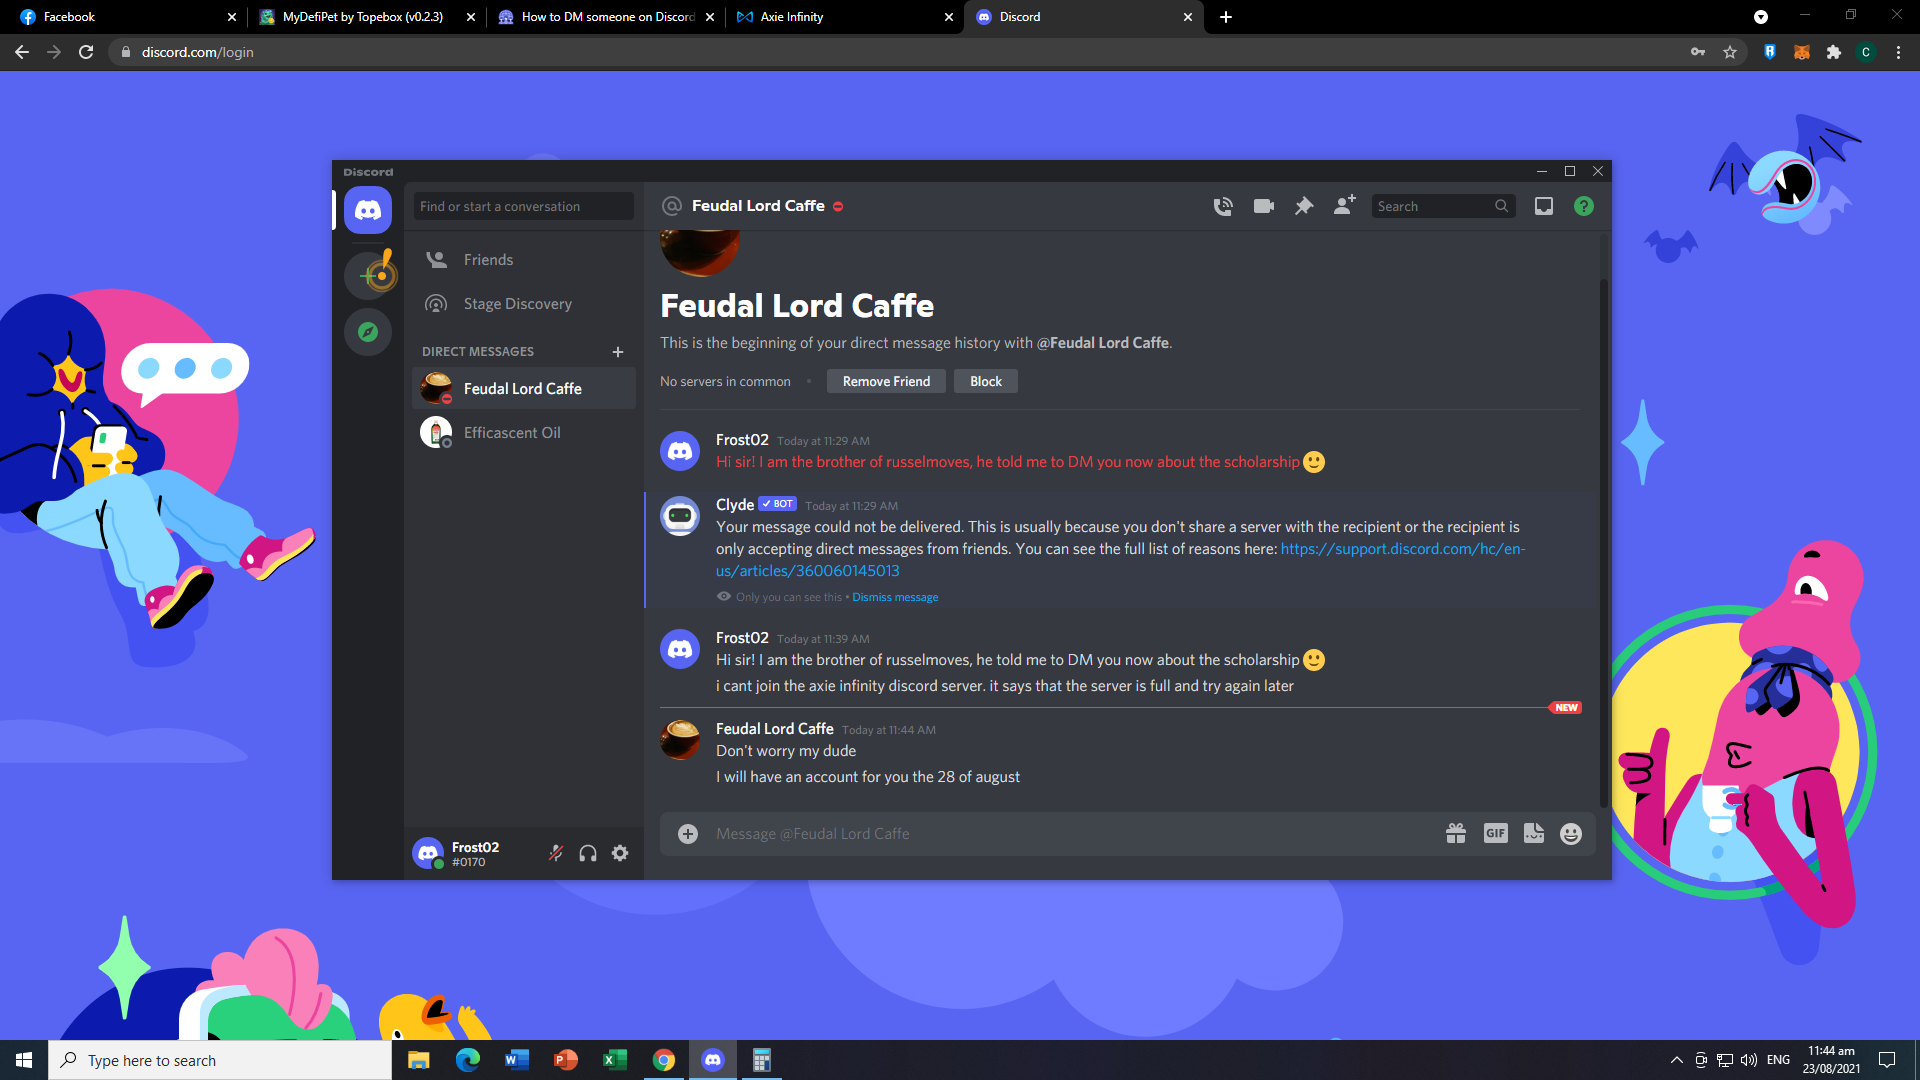 Facebook
MyDefiPet by Topebox (v0.2.3)
How to DM someone on Discord
Axie Infinity
Discord
discord.com/login
C
Discord
Find or start a conversation
Feudal Lord Caffe
Search
Friends
Stage Discovery
DIRECT MESSAGES
Feudal Lord Caffe
Efficascent Oil
Feudal Lord Caffe
This is the beginning of your direct message history with @Feudal Lord Caffe.
No servers in common
Remove Friend
Block
Frost02 Today at 11:29 AM
Hi sir! I am the brother of russelmoves, he told me to DM you now about the scholarship
Clyde BOT Today at 11:29 AM
Your message could not be delivered. This is usually because you don't share a server with the recipient or the recipient is
only accepting direct messages from friends. You can see the full list of reasons here: https://support.discord.com/hc/en-
us/articles/360060145013
Only you can see this • Dismiss message
Frost02 Today at 11:39 AM
Hi sir! I am the brother of russelmoves, he told me to DM you now about the scholarship
i cant join the axie infinity discord server. it says that the server is full and try again later
NEW
Feudal Lord Caffe Today at 11:44 AM
Don't worry my dude
I will have an account for you the 28 of august
Message @Feudal Lord Caffe
GIF
Frost02
#0170
Type here to search
ENG
11:44 am
23/08/2021